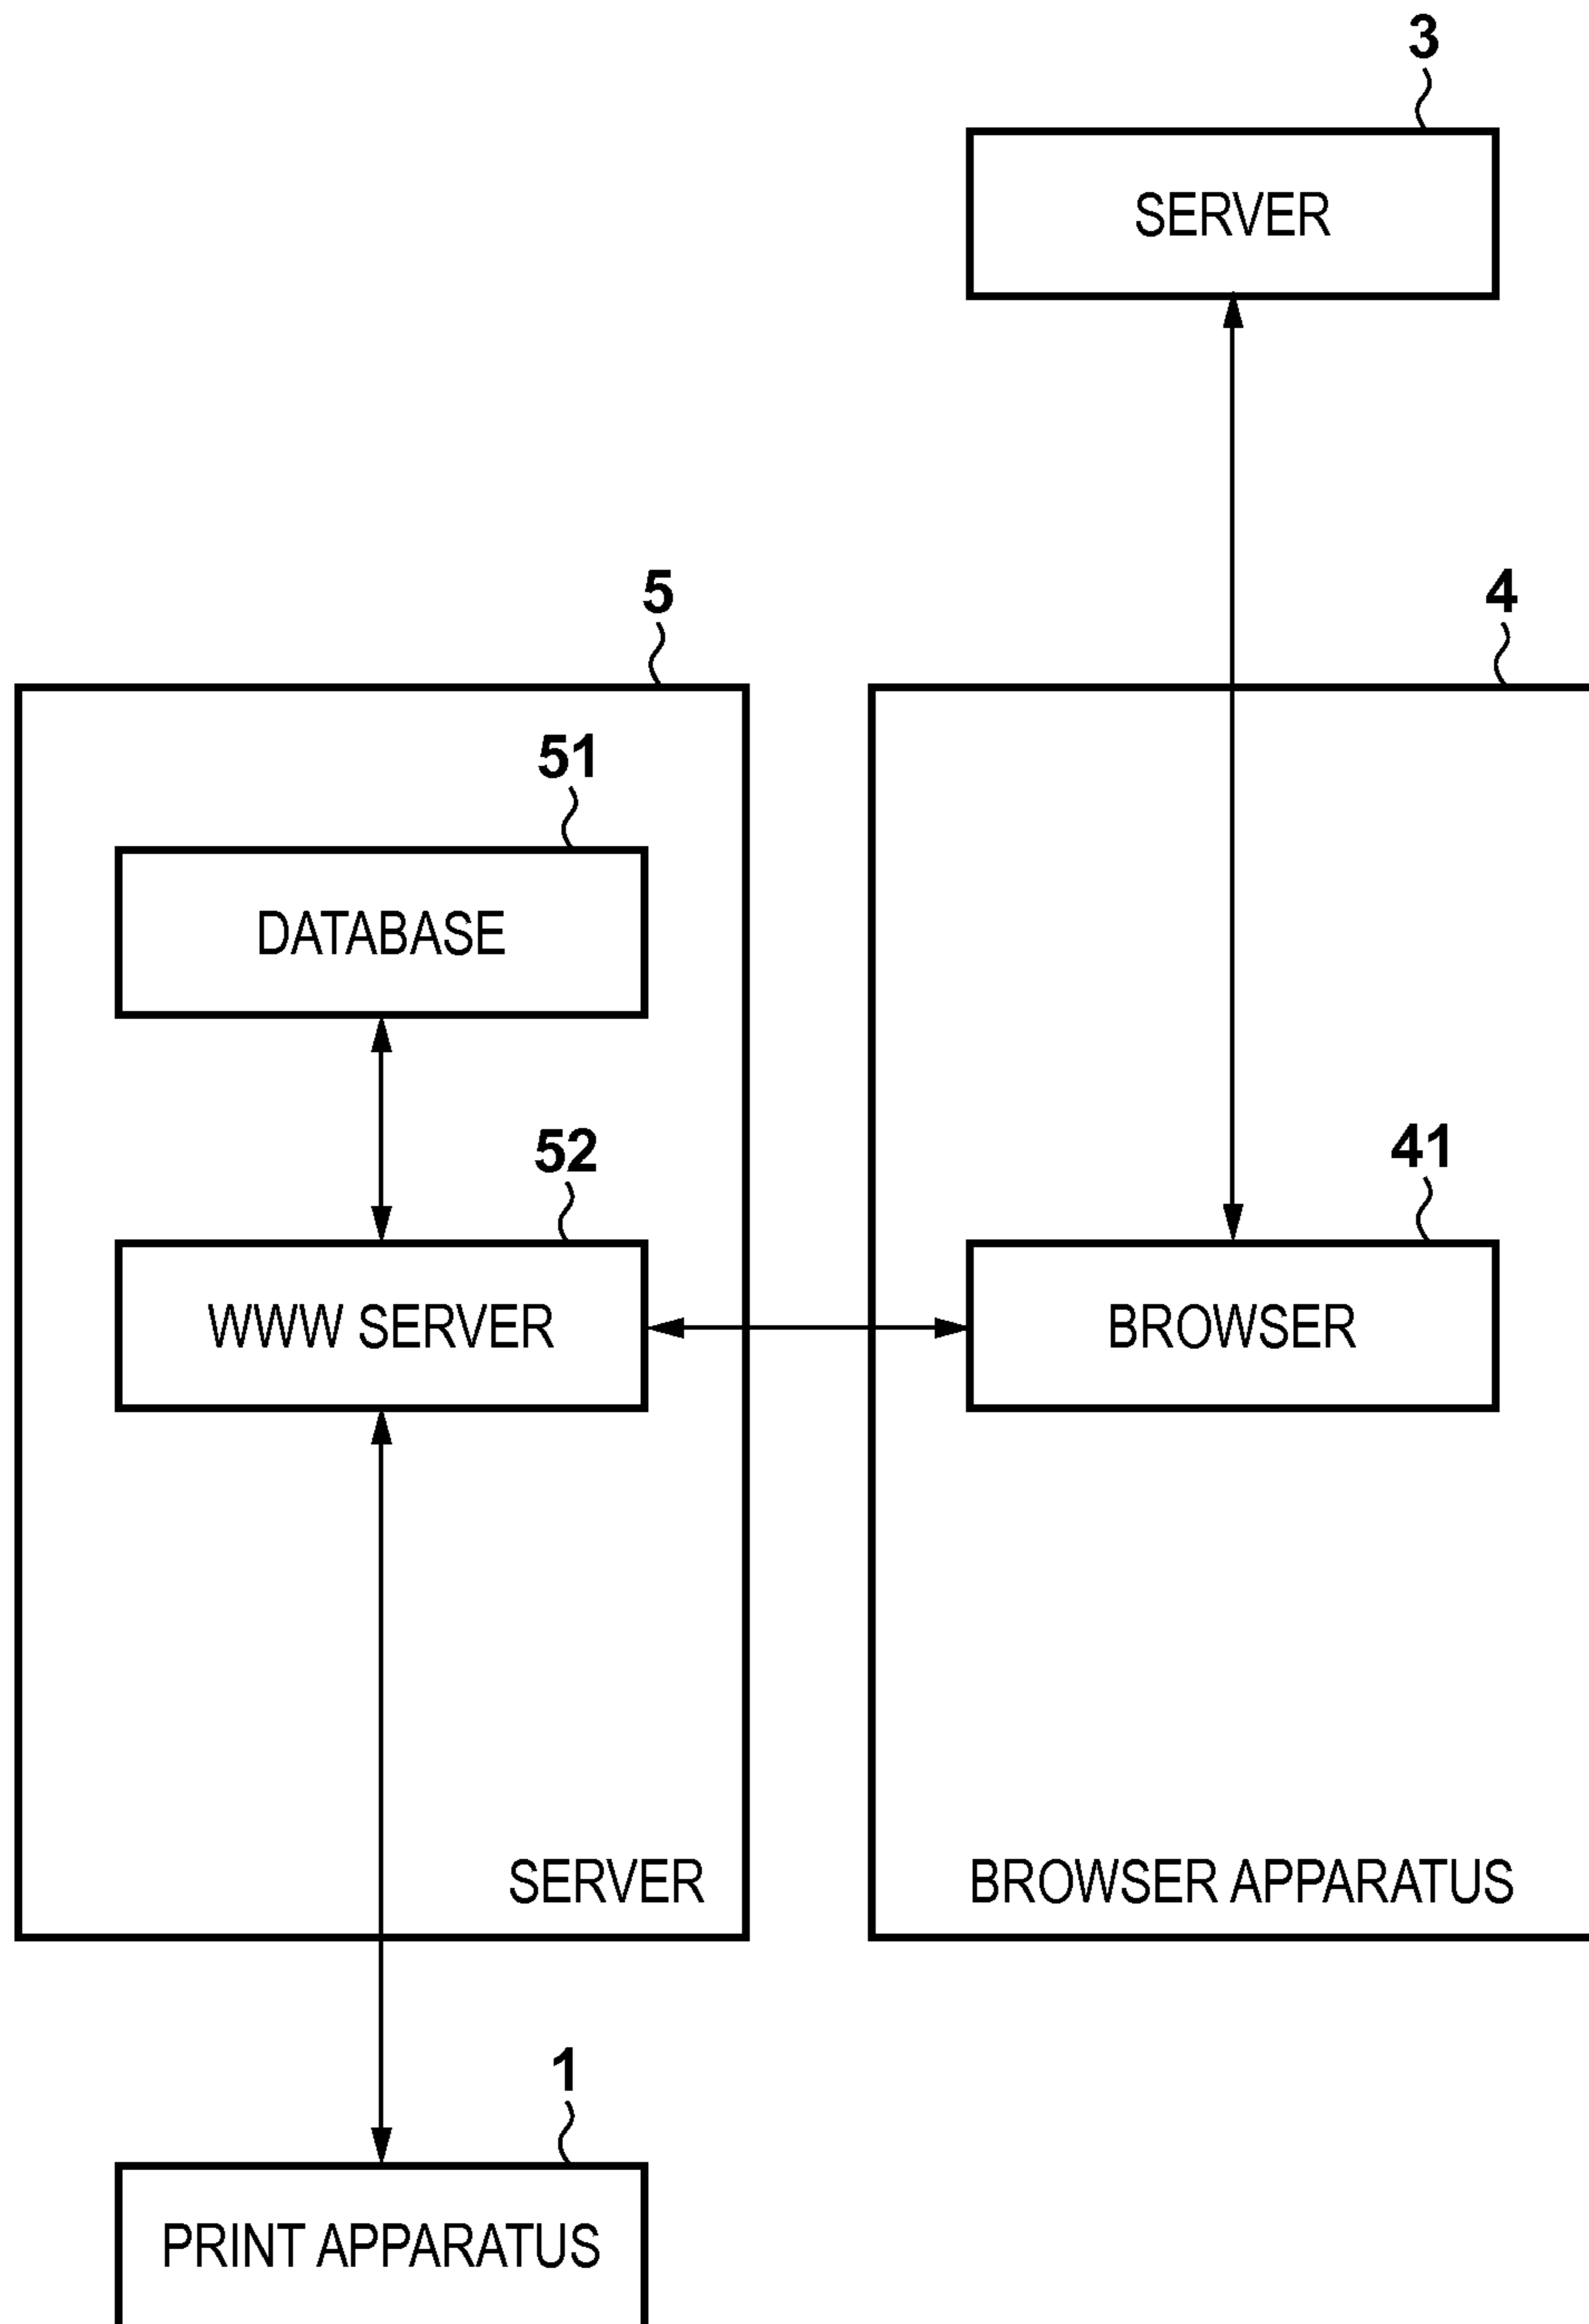 3
SERVER
5
4
51
DATABASE
52
41
WWW SERVER
BROWSER
SERVER
BROWSER APPARATUS
1
PRINT APPARATUS